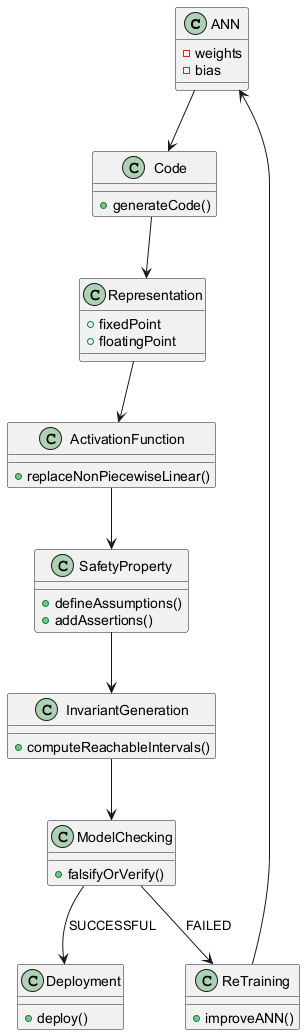 C ANN
weights
bias
C Code
generateCode()
C Representation
fixedPoint
floatingPoint
C ActivationFunction
replaceNonPiecewiseLinear()
C SafetyProperty
defineAssumptions()
addAssertions()
C InvariantGeneration
computeReachableIntervals()
C ModelChecking
falsifyOrVerify()
SUCCESSFUL
FAILED
C Deployment
deploy()
C ReTraining
improveANN()